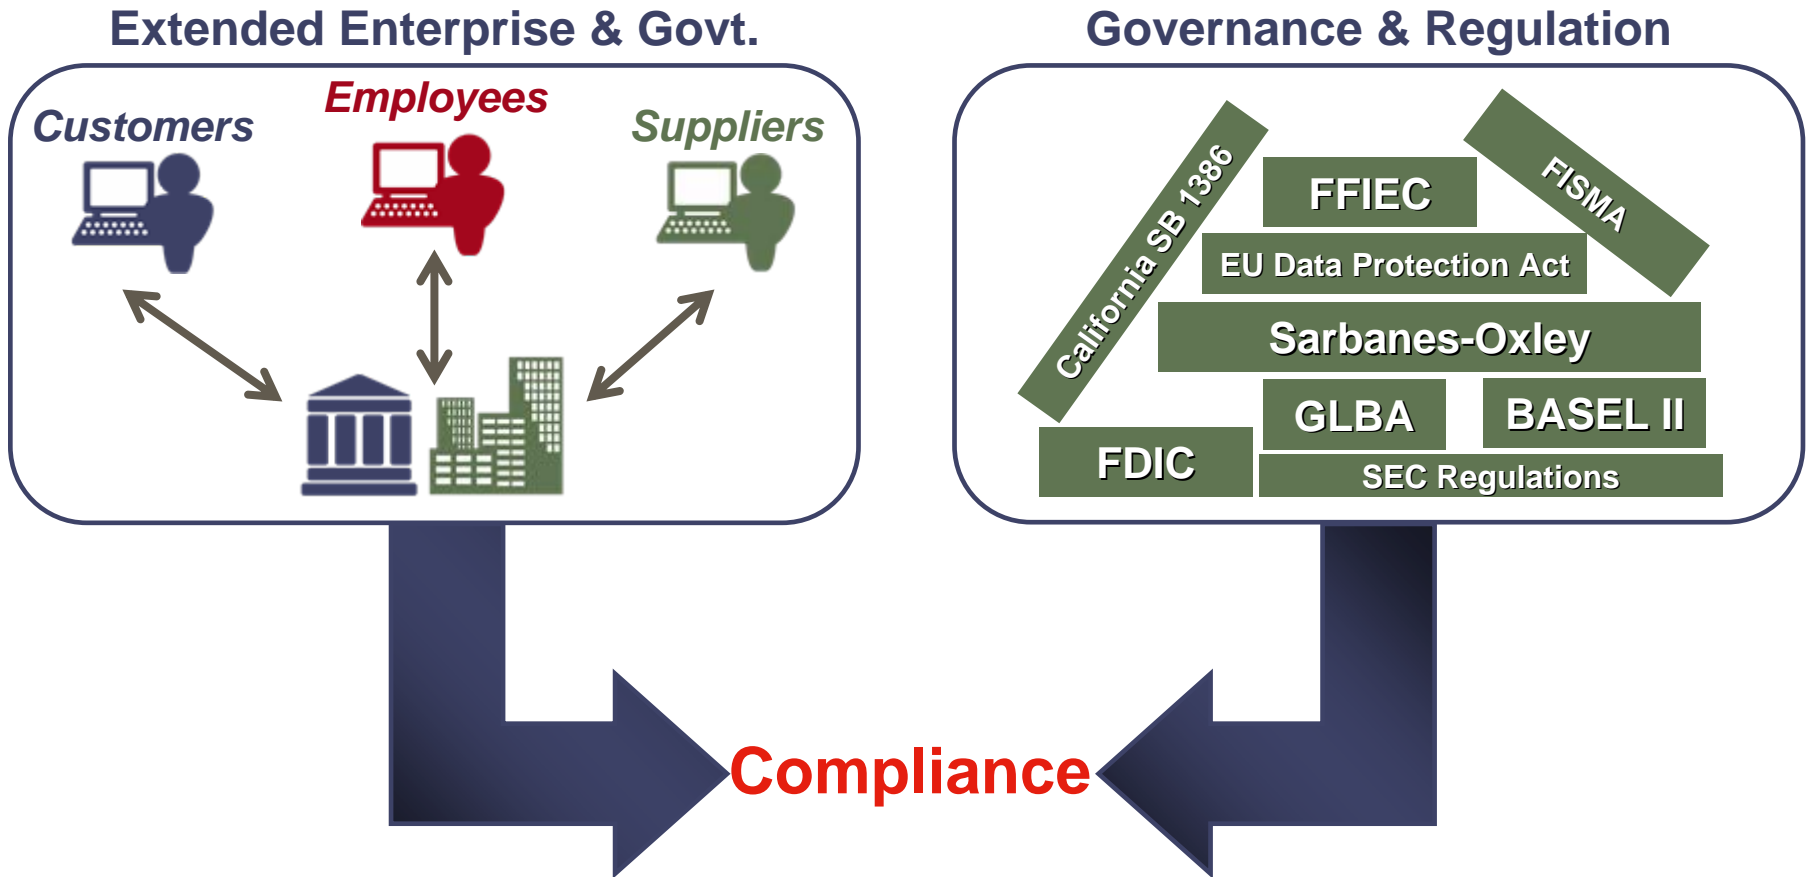 Extended Enterprise & Govt.
Customers
Employees
Suppliers
Governance & Regulation
California SB 1386
FFIEC
FISMA
EU Data Protection Act
Sarbanes-Oxley
GLBA
BASEL II
FDIC
SEC Regulations
Compliance